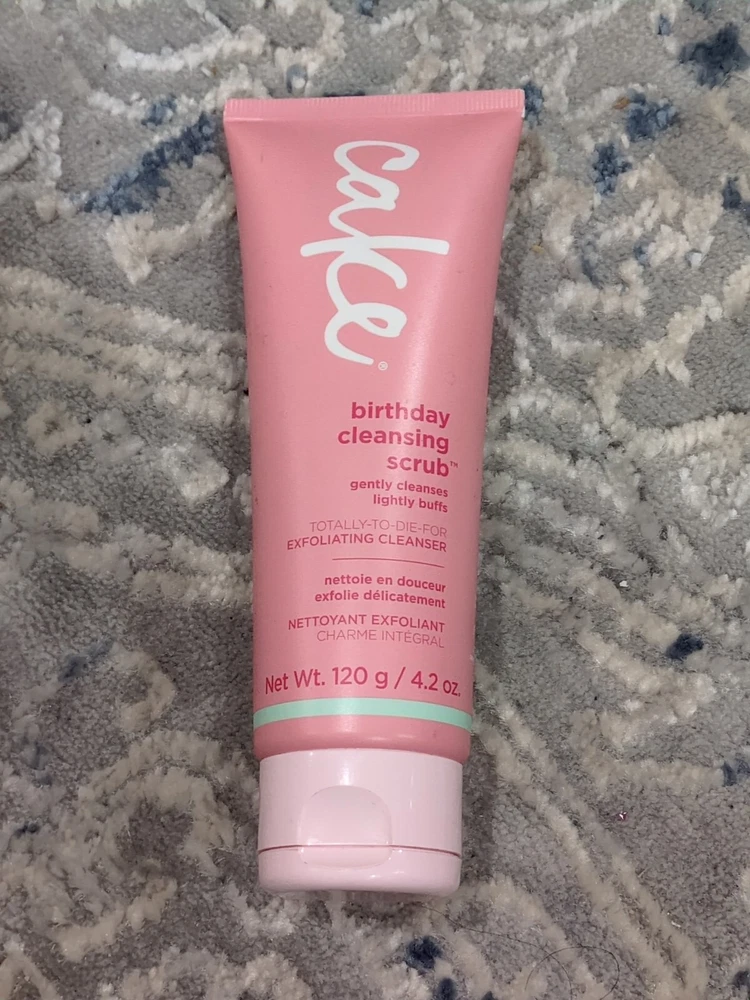 cake®
birthday
cleansing
scrub™
gently cleanses
lightly buffs
TOTALLY-TO-DIE-FOR
EXFOLIATING CLEANSER
nettoie en douceur
exfolie délicatement
NETTOYANT EXFOLIANT
CHARME INTÉGRAL
Net Wt. 120 g / 4.2 oz.